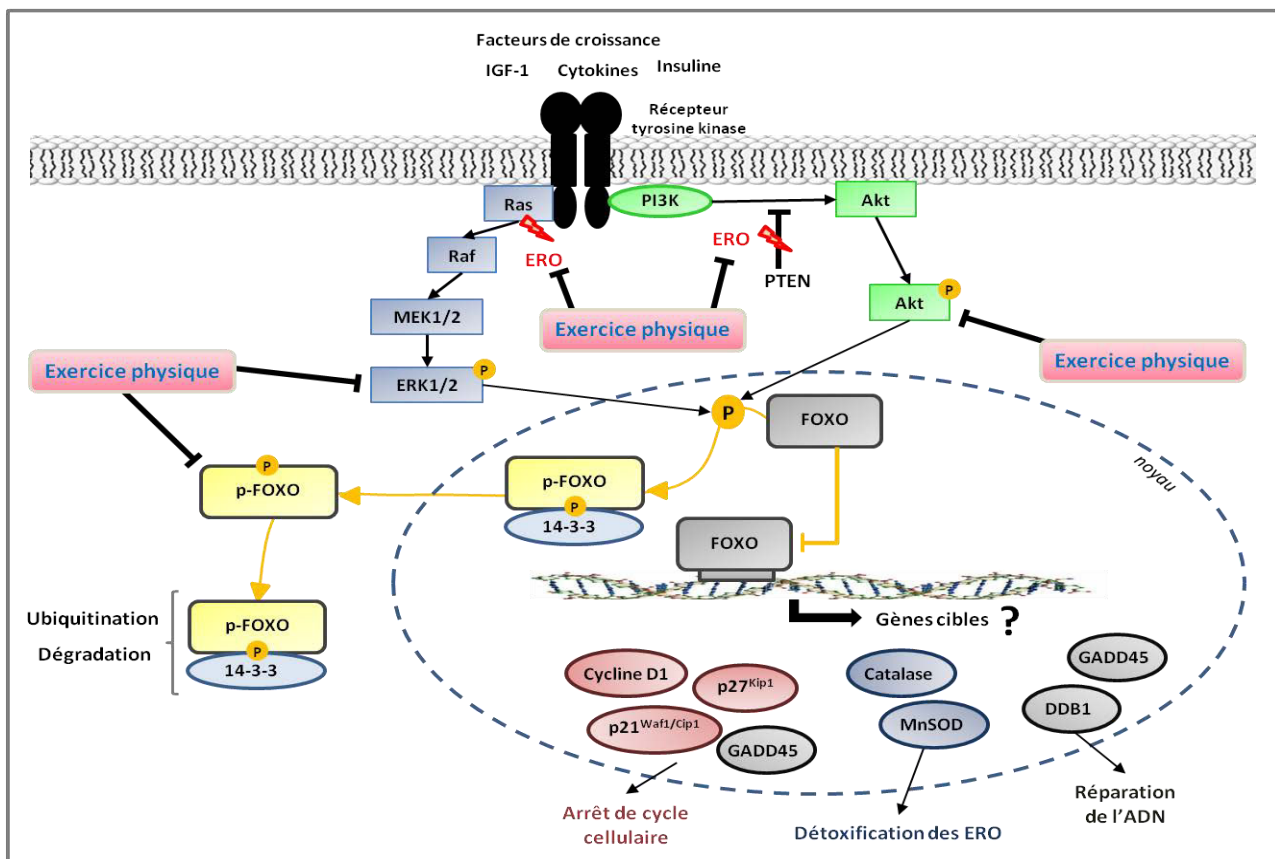 Facteurs de croissance
IGF-1 Cytokines Insuline
Récepteur
tyrosine kinase
Ras
PI3K
Akt
ERO
ERO
Raf
PTEN
P
Akt
MEK1/2
Exercice physique
Exercice physique
Exercice physique
P
ERK1/2
P
FOXO
noyau
P
p-FOXO
p-FOXO
P
14-3-3
FOXO
Ubiquitination
Dégradation
p-FOXO
P
14-3-3
Gènes cibles ?
Cycline D1
p27Kip1
p21Waf1/Cip1
GADD45
Catalase
MnSOD
GADD45
DDB1
Arrêt de cycle
cellulaire
Détoxification des ERO
Réparation
de l'ADN